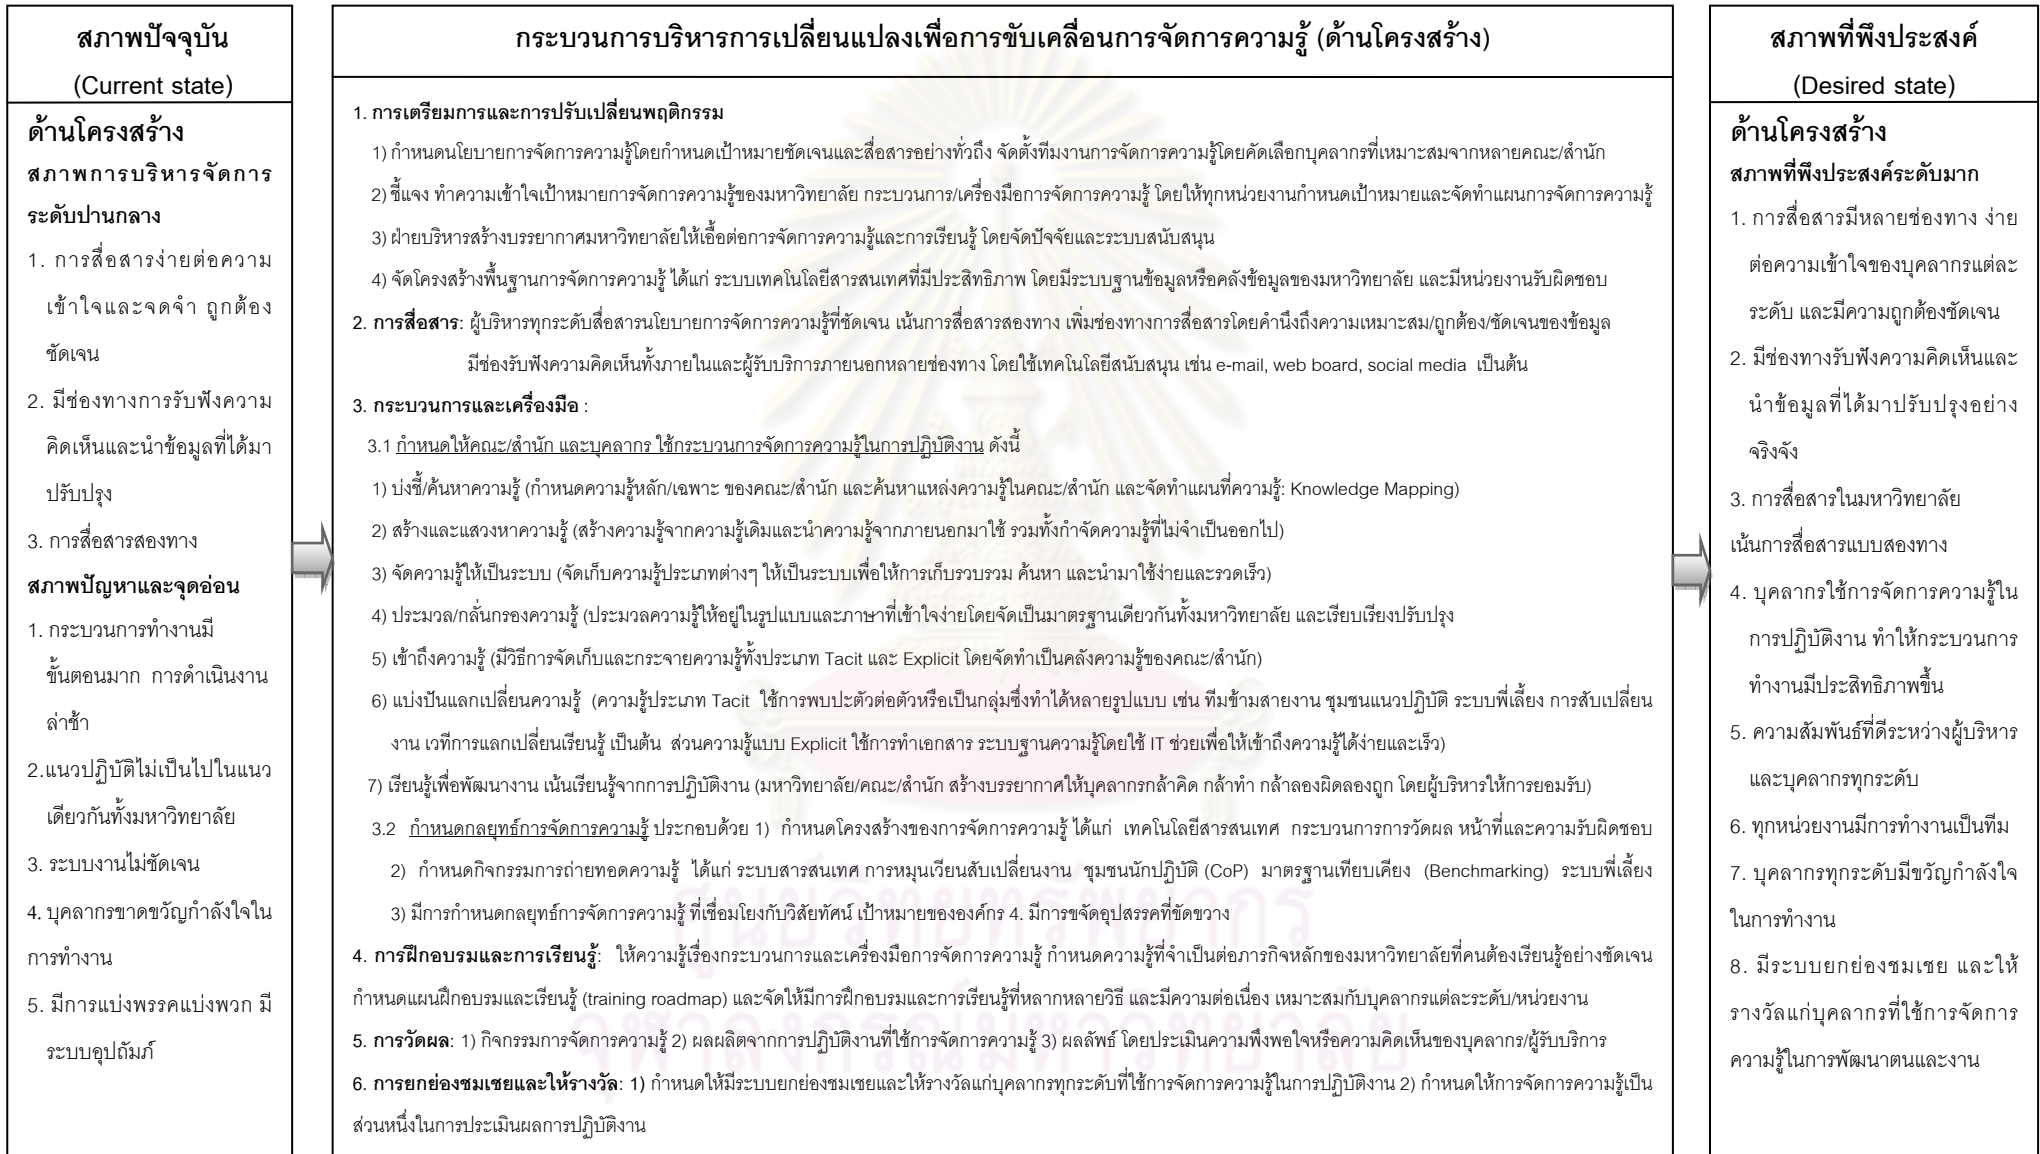 สภาพปัจจุบัน
(Current state)
ด้านโครงสร้าง
สภาพการบริหารจัดการ
ระดับปานกลาง
1. การสื่อสารง่ายต่อความ
เข้าใจและจดจำ ถูกต้อง
ชัดเจน
2. มีช่องทางการรับฟังความ
คิดเห็นและนำข้อมูลที่ได้มา
ปรับปรุง
3. การสื่อสารสองทาง
สภาพปัญหาและจุดอ่อน
1. กระบวนการทำงานมี
ขั้นตอนมาก การดำเนินงาน
ล่าช้า
2.แนวปฏิบัติไม่เป็นไปในแนว
เดียวกันทั้งมหาวิทยาลัย
3. ระบบงานไม่ชัดเจน
4. บุคลากรขาดขวัญกำลังใจใน
การทำงาน
5. มีการแบ่งพรรคแบ่งพวก มี
ระบบอุปถัมภ์
กระบวนการบริหารการเปลี่ยนแปลงเพื่อการขับเคลื่อนการจัดการความรู้ (ด้านโครงสร้าง)
1. การเตรียมการและการปรับเปลี่ยนพฤติกรรม
1) กำหนดนโยบายการจัดการความรู้โดยกำหนดเป้าหมายชัดเจนและสื่อสารอย่างทั่วถึง จัดตั้งทีมงานการจัดการความรู้โดยคัดเลือกบุคลากรที่เหมาะสมจากหลายคณะ/สำนัก
2) ชี้แจง ทำความเข้าใจเป้าหมายการจัดการความรู้ของมหาวิทยาลัย กระบวนการ/เครื่องมือการจัดการความรู้ โดยให้ทุกหน่วยงานกำหนดเป้าหมายและจัดทำแผนการจัดการความรู้
3) ฝ่ายบริหารสร้างบรรยากาศมหาวิทยาลัยให้เอื้อต่อการจัดการความรู้และการเรียนรู้ โดยจัดปัจจัยและระบบสนับสนุน
4) จัดโครงสร้างพื้นฐานการจัดการความรู้ ได้แก่ ระบบเทคโนโลยีสารสนเทศที่มีประสิทธิภาพ โดยมีระบบฐานข้อมูลหรือคลังข้อมูลของมหาวิทยาลัย และมีหน่วยงานรับผิดชอบ
2. การสื่อสาร: ผู้บริหารทุกระดับสื่อสารนโยบายการจัดการความรู้ที่ชัดเจน เน้นการสื่อสารสองทาง เพิ่มช่องทางการสื่อสารโดยคำนึงถึงความเหมาะสม/ถูกต้อง/ชัดเจนของข้อมูล
มีช่องรับฟังความคิดเห็นทั้งภายในและผู้รับบริการภายนอกหลายช่องทาง โดยใช้เทคโนโลยีสนับสนุน เช่น e-mail, web board, social media เป็นต้น
3. กระบวนการและเครื่องมือ :
3.1 กำหนดให้คณะ/สำนัก และบุคลากร ใช้กระบวนการจัดการความรู้ในการปฏิบัติงาน ดังนี้
1) บ่งชี้/ค้นหาความรู้ (กำหนดความรู้หลัก/เฉพาะ ของคณะ/สำนัก และค้นหาแหล่งความรู้ในคณะ/สำนัก และจัดทำแผนที่ความรู้: Knowledge Mapping)
2) สร้างและแสวงหาความรู้ (สร้างความรู้จากความรู้เดิมและนำความรู้จากภายนอกมาใช้ รวมทั้งกำจัดความรู้ที่ไม่จำเป็นออกไป)
3) จัดความรู้ให้เป็นระบบ (จัดเก็บความรู้ประเภทต่างๆ ให้เป็นระบบเพื่อให้การเก็บรวบรวม ค้นหา และนำมาใช้ง่ายและรวดเร็ว)
4) ประมวล/กลั่นกรองความรู้ (ประมวลความรู้ให้อยู่ในรูปแบบและภาษาที่เข้าใจง่ายโดยจัดเป็นมาตรฐานเดียวกันทั้งมหาวิทยาลัย และเรียบเรียงปรับปรุง
5) เข้าถึงความรู้ (มีวิธีการจัดเก็บและกระจายความรู้ทั้งประเภท Tacit และ Explicit โดยจัดทำเป็นคลังความรู้ของคณะ/สำนัก)
6) แบ่งปันแลกเปลี่ยนความรู้ (ความรู้ประเภท Tacit ใช้การพบปะตัวต่อตัวหรือเป็นกลุ่มซึ่งทำได้หลายรูปแบบ เช่น ทีมข้ามสายงาน ชุมชนแนวปฏิบัติ ระบบพี่เลี้ยง การสับเปลี่ยน
งาน เวทีการแลกเปลี่ยนเรียนรู้ เป็นต้น ส่วนความรู้แบบ Explicit ใช้การทำเอกสาร ระบบฐานความรู้โดยใช้ IT ช่วยเพื่อให้เข้าถึงความรู้ได้ง่ายและเร็ว)
7) เรียนรู้เพื่อพัฒนางาน เน้นเรียนรู้จากการปฏิบัติงาน (มหาวิทยาลัย/คณะ/สำนัก สร้างบรรยากาศให้บุคลากรกล้าคิด กล้าทำ กล้าลองผิดลองถูก โดยผู้บริหารให้การยอมรับ)
3.2 กำหนดกลยุทธ์การจัดการความรู้ ประกอบด้วย 1) กำหนดโครงสร้างของการจัดการความรู้ ได้แก่ เทคโนโลยีสารสนเทศ กระบวนการการวัดผล หน้าที่และความรับผิดชอบ
2) กำหนดกิจกรรมการถ่ายทอดความรู้ ได้แก่ ระบบสารสนเทศ การหมุนเวียนสับเปลี่ยนงาน ชุมชนนักปฏิบัติ (CoP) มาตรฐานเทียบเคียง (Benchmarking) ระบบพี่เลี้ยง
3) มีการกำหนดกลยุทธ์การจัดการความรู้ ที่เชื่อมโยงกับวิสัยทัศน์ เป้าหมายขององค์กร 4. มีการขจัดอุปสรรคที่ขัดขวาง
4. การฝึกอบรมและการเรียนรู้: ให้ความรู้เรื่องกระบวนการและเครื่องมือการจัดการความรู้ กำหนดความรู้ที่จำเป็นต่อภารกิจหลักของมหาวิทยาลัยที่คนต้องเรียนรู้อย่างชัดเจน
กำหนดแผนฝึกอบรมและเรียนรู้ (training roadmap) และจัดให้มีการฝึกอบรมและการเรียนรู้ที่หลากหลายวิธี และมีความต่อเนื่อง เหมาะสมกับบุคลากรแต่ละระดับ/หน่วยงาน
5. การวัดผล: 1) กิจกรรมการจัดการความรู้ 2) ผลผลิตจากการปฏิบัติงานที่ใช้การจัดการความรู้ 3) ผลลัพธ์ โดยประเมินความพึงพอใจหรือความคิดเห็นของบุคลากร/ผู้รับบริการ
6. การยกย่องชมเชยและให้รางวัล: 1) กำหนดให้มีระบบยกย่องชมเชยและให้รางวัลแก่บุคลากรทุกระดับที่ใช้การจัดการความรู้ในการปฏิบัติงาน 2) กำหนดให้การจัดการความรู้เป็น
ส่วนหนึ่งในการประเมินผลการปฏิบัติงาน
ศูนย์วิทยทรัพยากร
จุฬาลงกรณ์มหาวิทยาลัย
สภาพที่พึงประสงค์
(Desired state)
ด้านโครงสร้าง
สภาพที่พึงประสงค์ระดับมาก
1. การสื่อสารมีหลายช่องทาง ง่าย
ต่อความเข้าใจของบุคลากรแต่ละ
ระดับ และมีความถูกต้องชัดเจน
2. มีช่องทางรับฟังความคิดเห็นและ
นำข้อมูลที่ได้มาปรับปรุงอย่าง
จริงจัง
3. การสื่อสารในมหาวิทยาลัย
เน้นการสื่อสารแบบสองทาง
4. บุคลากรใช้การจัดการความรู้ใน
การปฏิบัติงาน ทำให้กระบวนการ
ทำงานมีประสิทธิภาพขึ้น
5. ความสัมพันธ์ที่ดีระหว่างผู้บริหาร
และบุคลากรทุกระดับ
6. ทุกหน่วยงานมีการทำงานเป็นทีม
7. บุคลากรทุกระดับมีขวัญกำลังใจ
ในการทำงาน
8. มีระบบยกย่องชมเชย และให้
รางวัลแก่บุคลากรที่ใช้การจัดการ
ความรู้ในการพัฒนาตนและงาน